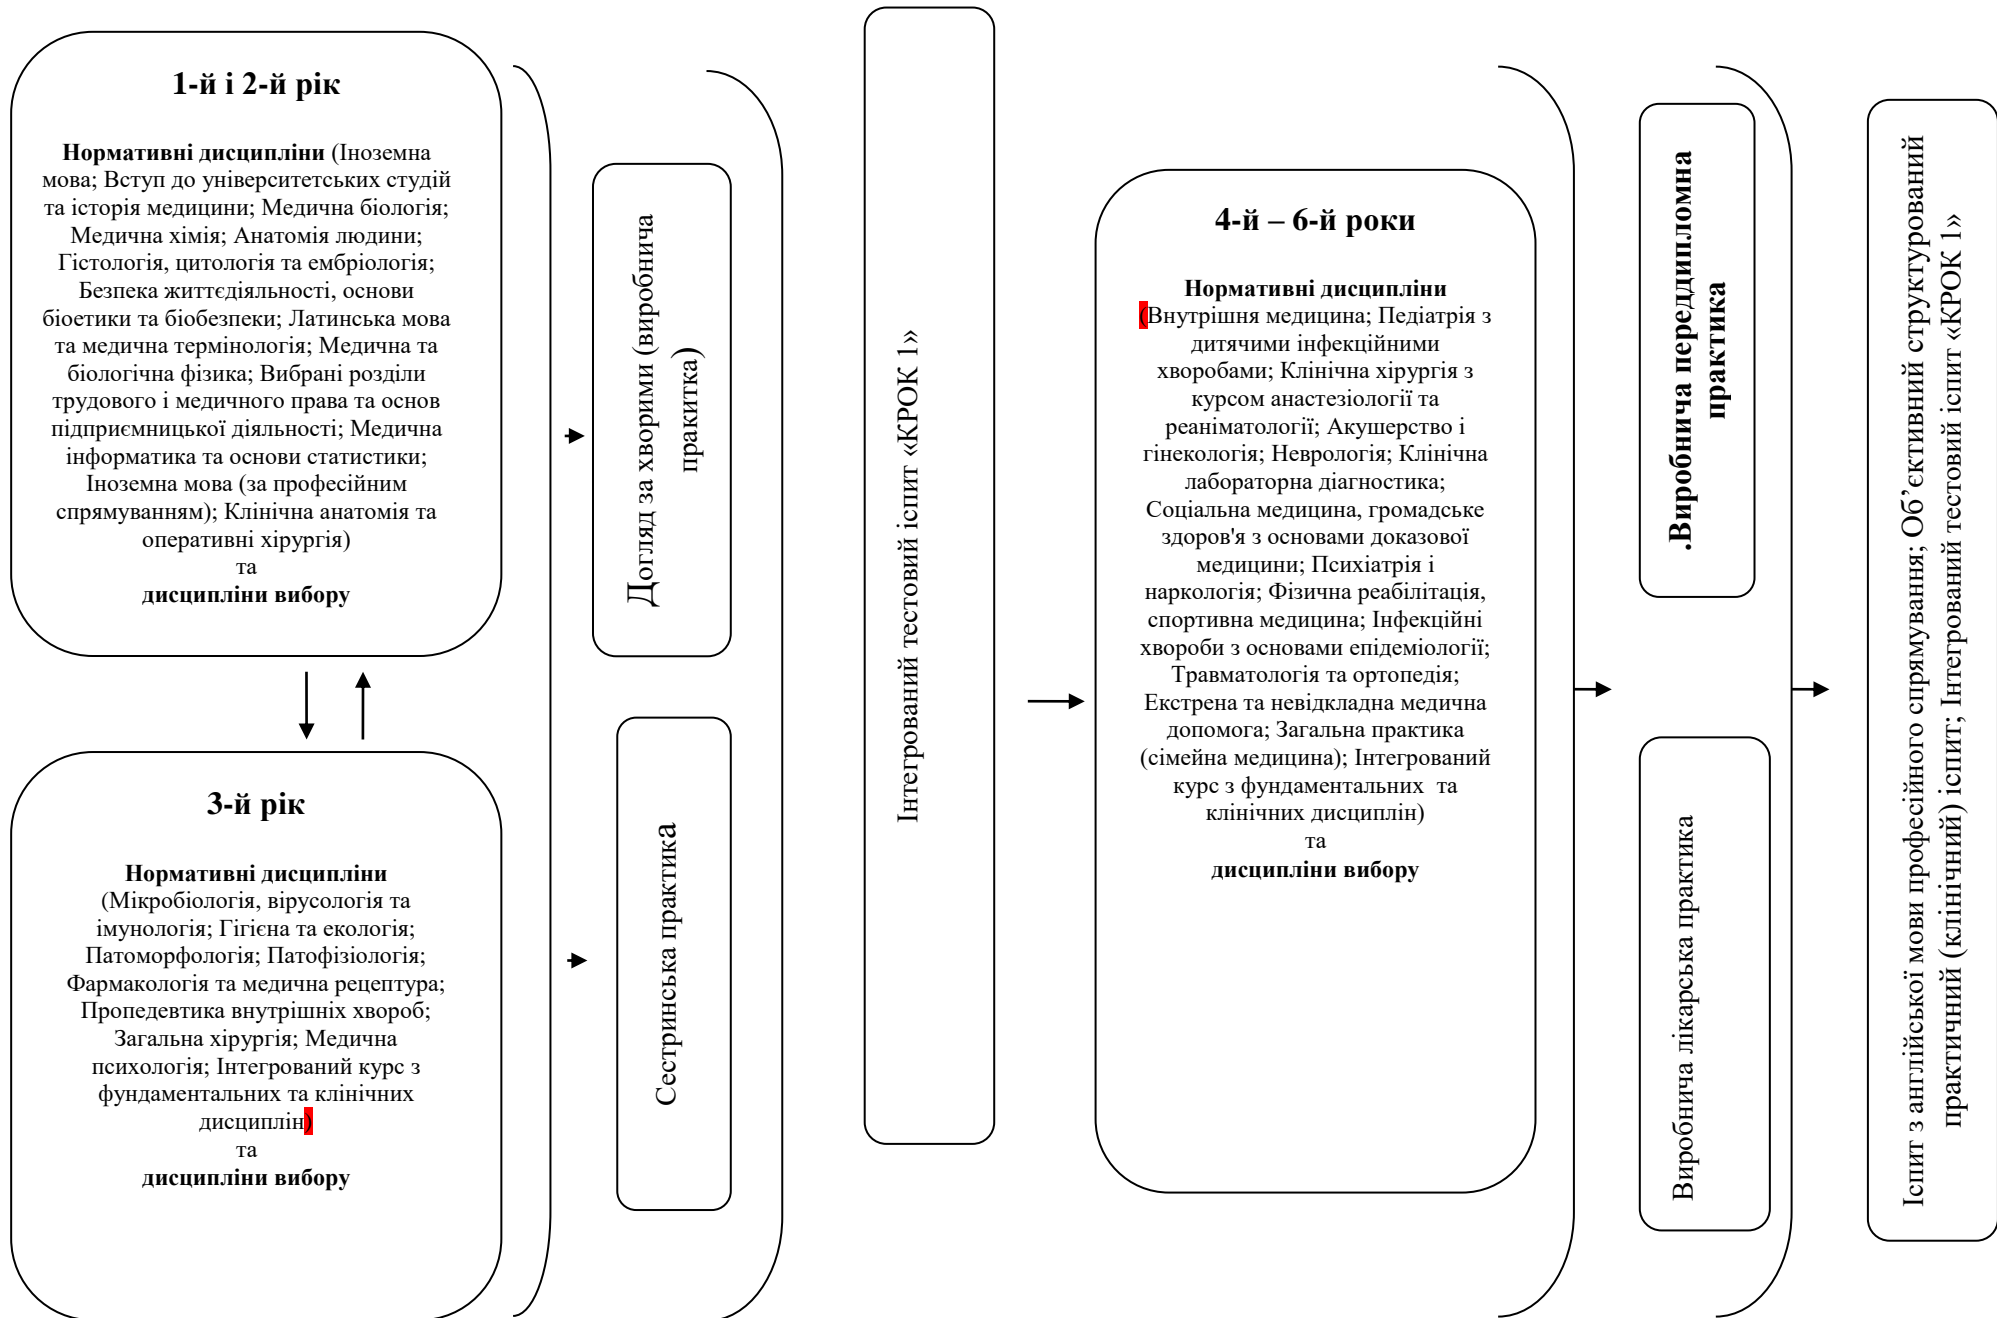 1-й і 2-й рік
Нормативні дисципліни (Іноземна
мова; Вступ до університетських студій
та історія медицини; Медична біологія;
Медична хімія; Анатомія людини;
Гістологія, цитологія та ембріологія;
Безпека життєдіяльності, основи
біоетики та біобезпеки; Латинська мова
та медична термінологія; Медична та
біологічна фізика; Вибрані розділи
трудового і медичного права та основ
підприємницької діяльності; Медична
інформатика та основи статистики;
Іноземна мова (за професійним
спрямуванням); Клінічна анатомія та
оперативні хірургія)
та
дисципліни вибору
3-й рік
Нормативні дисципліни
(Мікробіологія, вірусологія та
імунологія; Гігієна та екологія;
Патоморфологія; Патофізіологія;
Фармакологія та медична рецептура;
Пропедевтика внутрішніх хвороб;
Загальна хірургія; Медична
психологія; Інтегрований курс з
фундаментальних та клінічних
дисциплін)
та
дисципліни вибору
Догляд за хворими (виробнича
пракитка)
Сестринська практика
Інтегрований тестовий іспит «КРОК 1»
4-й – 6-й роки
Нормативні дисципліни
(Внутрішня медицина; Педіатрія з
дитячими інфекційними
хворобами; Клінічна хірургія з
курсом анастезіології та
реаніматології; Акушерство і
гінекологія; Неврологія; Клінічна
лабораторна діагностика;
Соціальна медицина, громадське
здоров'я з основами доказової
медицини; Психіатрія і
наркологія; Фізична реабілітація,
спортивна медицина; Інфекційні
хвороби з основами епідеміології;
Травматологія та ортопедія;
Екстрена та невідкладна медична
допомога; Загальна практика
(сімейна медицина); Інтегрований
курс з фундаментальних та
клінічних дисциплін)
та
дисципліни вибору
.Виробнича переддипломна
практика
Виробнича лікарська практика
Іспит з англійської мови професійного спрямування; Об’єктивний структурований
практичний (клінічний) іспит; Інтегрований тестовий іспит «КРОК 1»